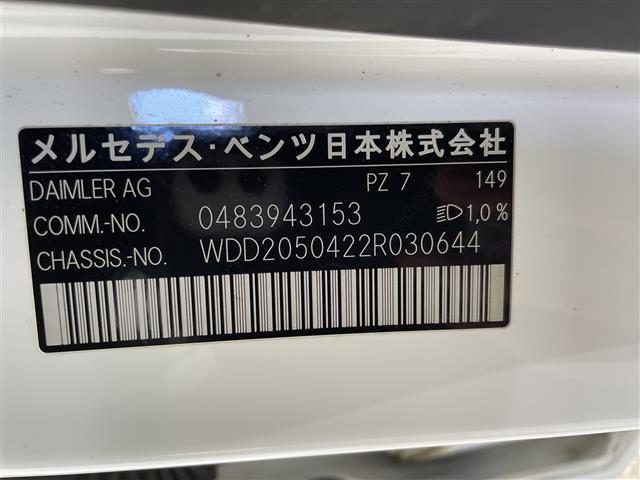 メルセデス・ベンツ日本株式会社
DAIMLER AG PZ 7 149
COMM.-NO. 0483943153 1,0 %
CHASSIS.-NO. WDD2050422R030644